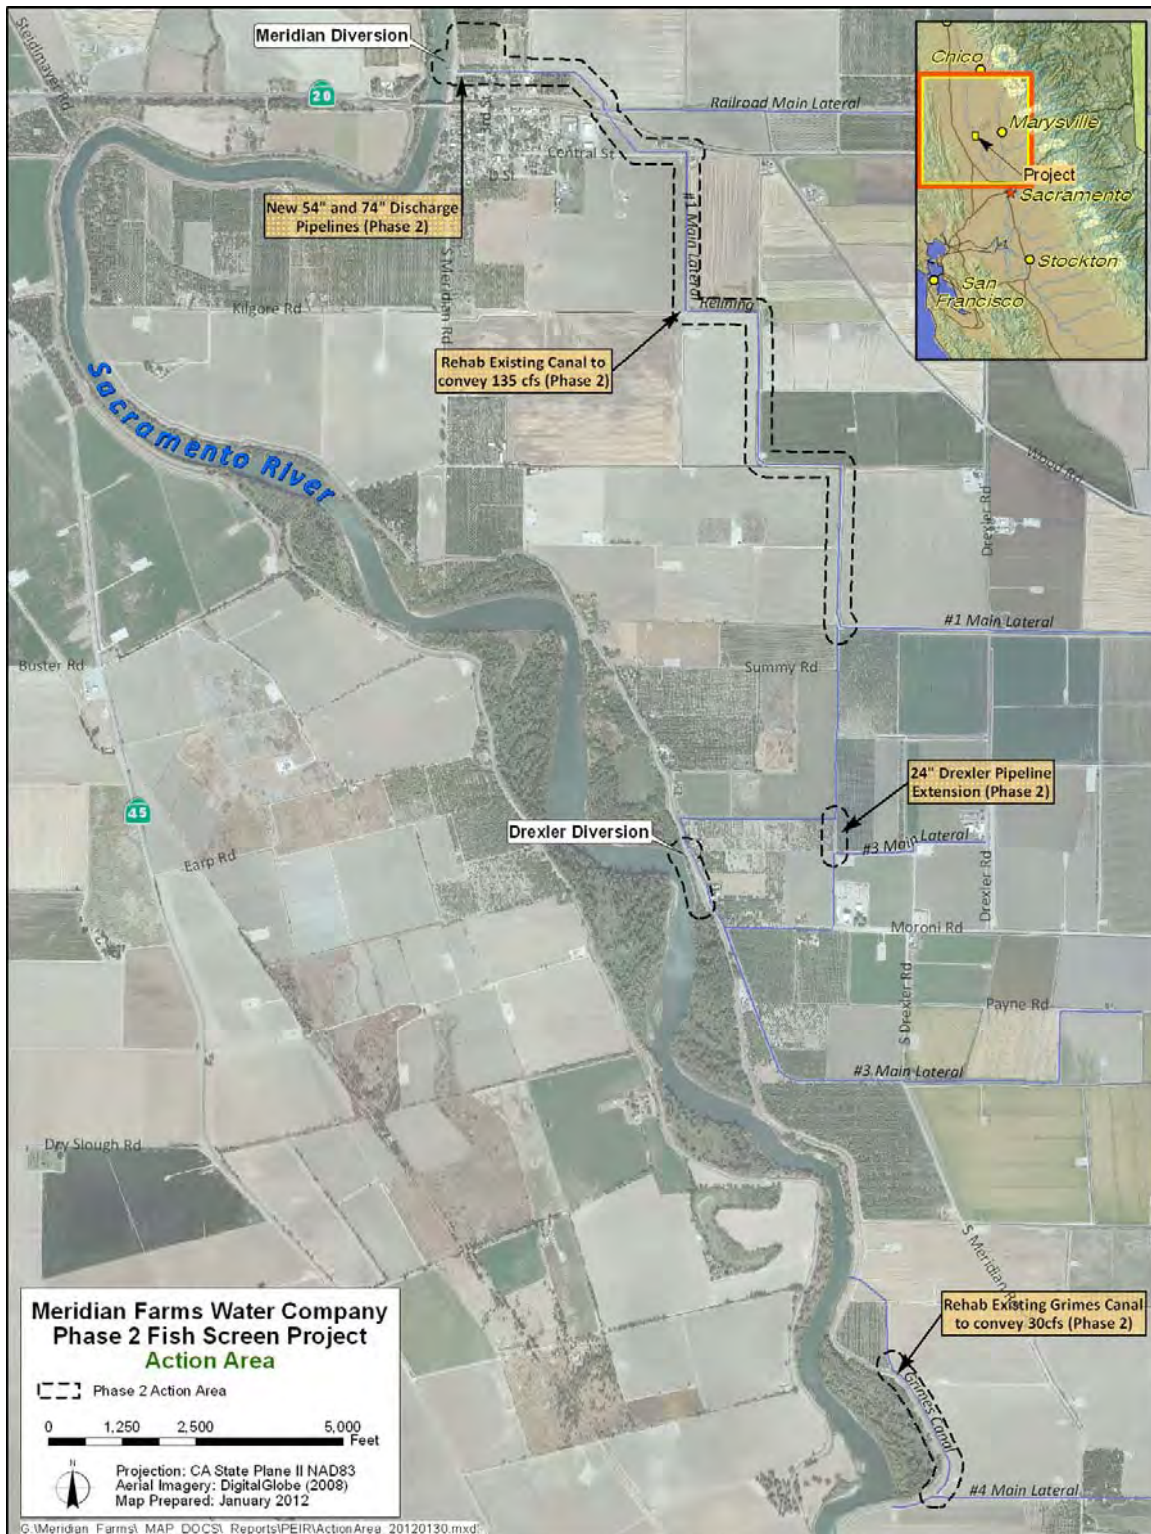 Steidlmayer Rd
Meridian Diversion
20
3rd St
Railroad Main Lateral
Central St
D St
New 54" and 74" Discharge
Pipelines (Phase 2)
#1 Main Lateral
S Meridian Rd
Kilgore Rd
Relining
Rehab Existing Canal to
convey 135 cfs (Phase 2)
Chico
Marysville
Project
Sacramento
Stockton
San
Francisco
Sacramento River
Wood Rd
Drexler Rd
#1 Main Lateral
Buster Rd
Summy Rd
24" Drexler Pipeline
Extension (Phase 2)
45
Drexler Diversion
#3 Main Lateral
Earp Rd
Drexler Rd
Moroni Rd
S Drexler Rd
Payne Rd
#3 Main Lateral
Dry Slough Rd
S Meridian Rd
Rehab Existing Grimes Canal
to convey 30cfs (Phase 2)
Grimes Canal
#4 Main Lateral
Meridian Farms Water Company
Phase 2 Fish Screen Project
Action Area
Phase 2 Action Area
0 1,250 2,500 5,000
Feet
N
Projection: CA State Plane II NAD83
Aerial Imagery: DigitalGlobe (2008)
Map Prepared: January 2012
G:\Meridian Farms\_MAP_DOCS\_Reports\PEIR\ActionArea_20120130.mxd